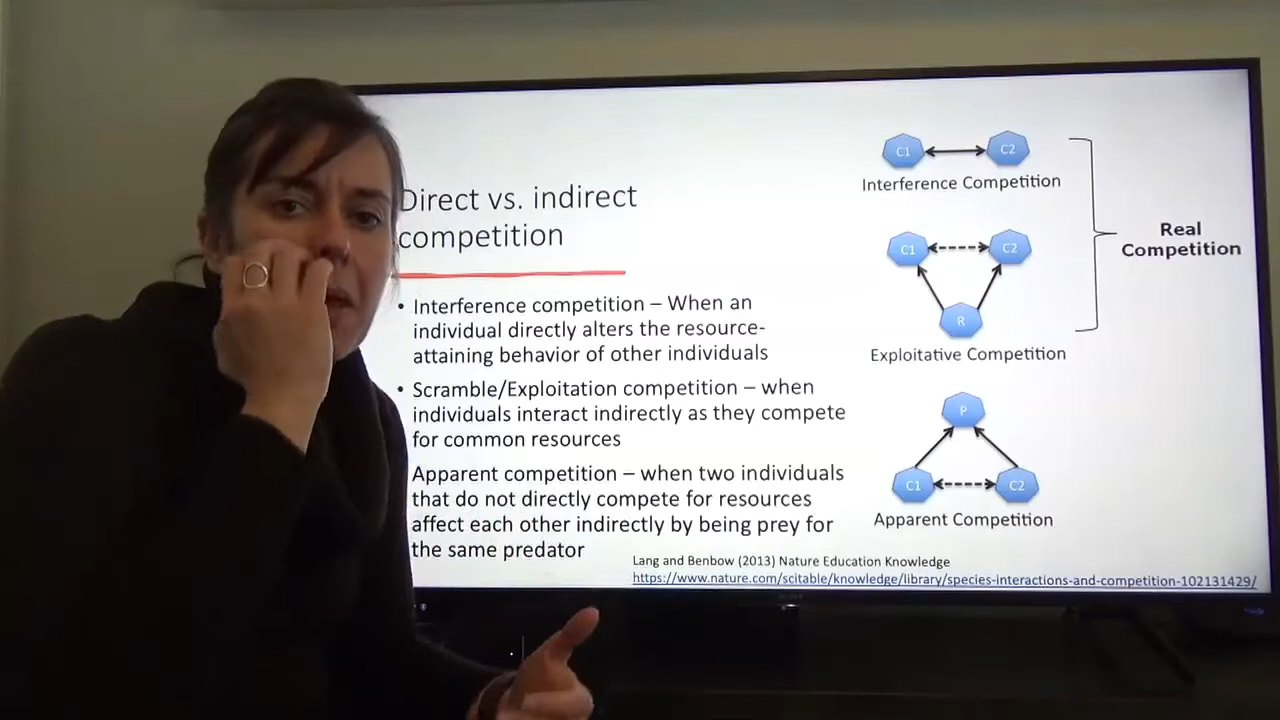 Direct vs. indirect
competition
• Interference competition – When an
individual directly alters the resource-
attaining behavior of other individuals
• Scramble/Exploitation competition – when
individuals interact indirectly as they compete
for common resources
Apparent competition – when two individuals
that do not directly compete for resources
affect each other indirectly by being prey for
the same predator
C1 C2
Interference Competition
C1 C2
R
Exploitative Competition
Real
Competition
P
C1 C2
Apparent Competition
Lang and Benbow (2013) Nature Education Knowledge
https://www.nature.com/scitable/knowledge/library/species-interactions-and-competition-102131429/
SONY